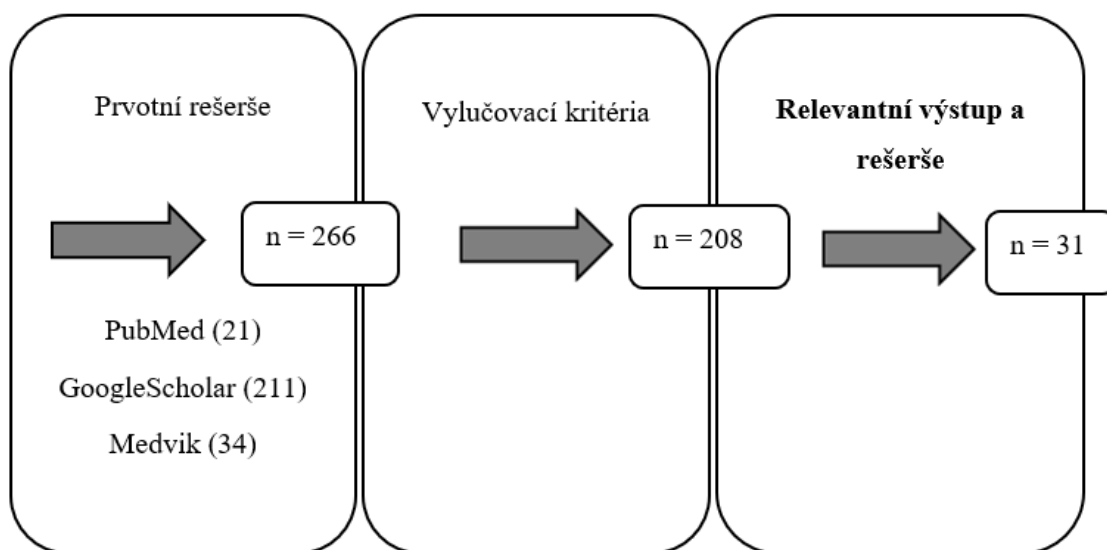 Prvotní rešerše
n = 266
PubMed (21)
GoogleScholar (211)
Medvik (34)
Vylučovací kritéria
n = 208
Relevantní výstup a
rešerše
n = 31